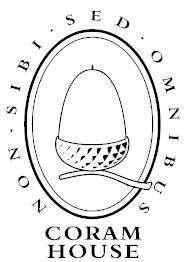 NON · SIBI · SED · OMNIBUS
CORAM
HOUSE